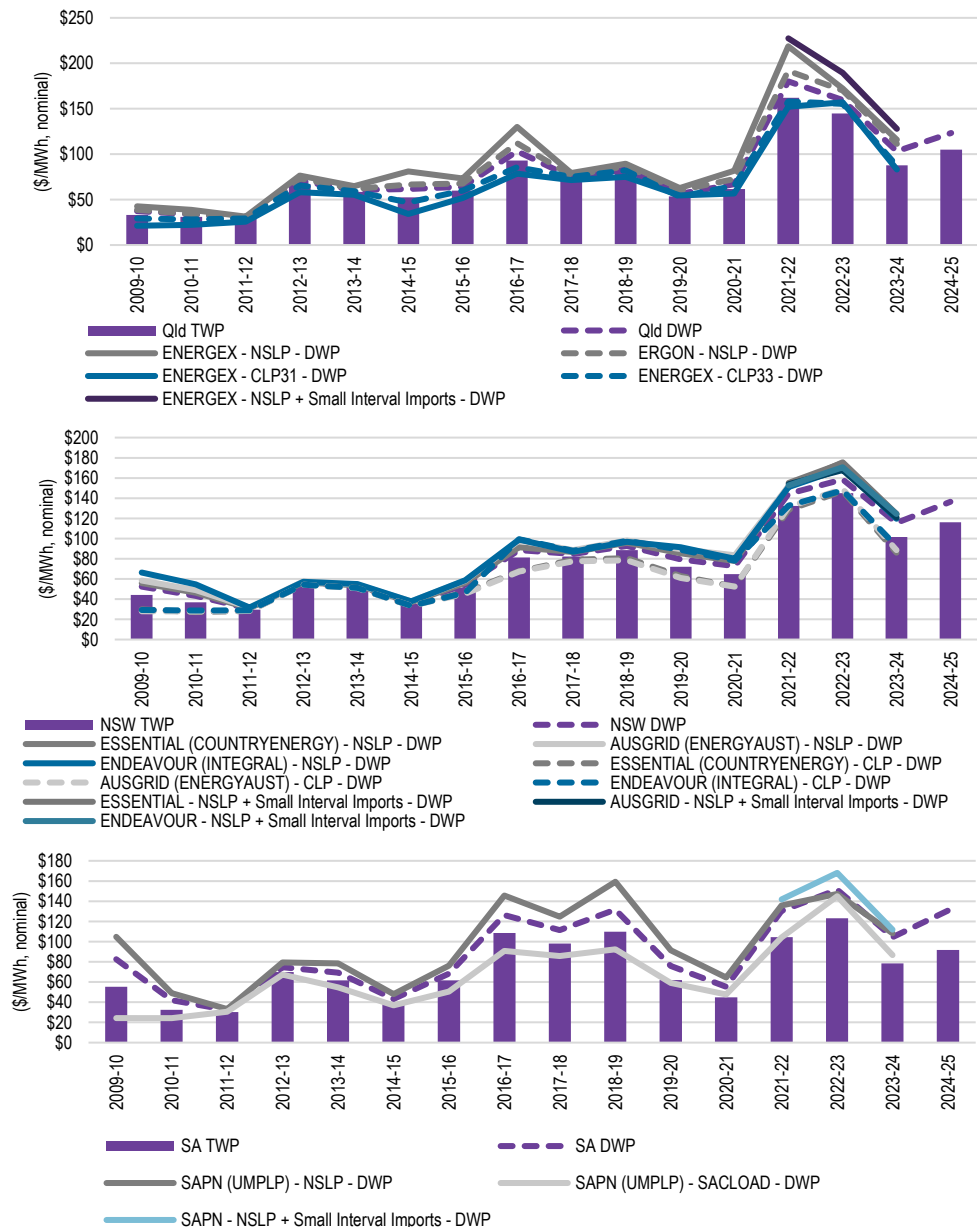 ($/MWh, nominal)
$250
$200
$150
$100
$50
$0
2009-10
2010-11
2011-12
2012-13
2013-14
2014-15
2015-16
2016-17
2017-18
2018-19
2019-20
2020-21
2021-22
2022-23
2023-24
2024-25
Qld TWP
Qld DWP
ENERGEX - NSLP - DWP
ERGON - NSLP - DWP
ENERGEX - CLP31 - DWP
ENERGEX - CLP33 - DWP
ENERGEX - NSLP + Small Interval Imports - DWP
($/MWh, nominal)
$200
$180
$160
$140
$120
$100
$80
$60
$40
$20
$0
2009-10
2010-11
2011-12
2012-13
2013-14
2014-15
2015-16
2016-17
2017-18
2018-19
2019-20
2020-21
2021-22
2022-23
2023-24
2024-25
NSW TWP
NSW DWP
ESSENTIAL (COUNTRYENERGY) - NSLP - DWP
AUSGRID (ENERGYAUST) - NSLP - DWP
ENDEAVOUR (INTEGRAL) - NSLP - DWP
ESSENTIAL (COUNTRYENERGY) - CLP - DWP
AUSGRID (ENERGYAUST) - CLP - DWP
ENDEAVOUR (INTEGRAL) - CLP - DWP
ESSENTIAL - NSLP + Small Interval Imports - DWP
AUSGRID - NSLP + Small Interval Imports - DWP
ENDEAVOUR - NSLP + Small Interval Imports - DWP
($/MWh, nominal)
$180
$160
$140
$120
$100
$80
$60
$40
$20
$0
2009-10
2010-11
2011-12
2012-13
2013-14
2014-15
2015-16
2016-17
2017-18
2018-19
2019-20
2020-21
2021-22
2022-23
2023-24
2024-25
SA TWP
SA DWP
SAPN (UMPLP) - NSLP - DWP
SAPN (UMPLP) - SACLOAD - DWP
SAPN - NSLP + Small Interval Imports - DWP